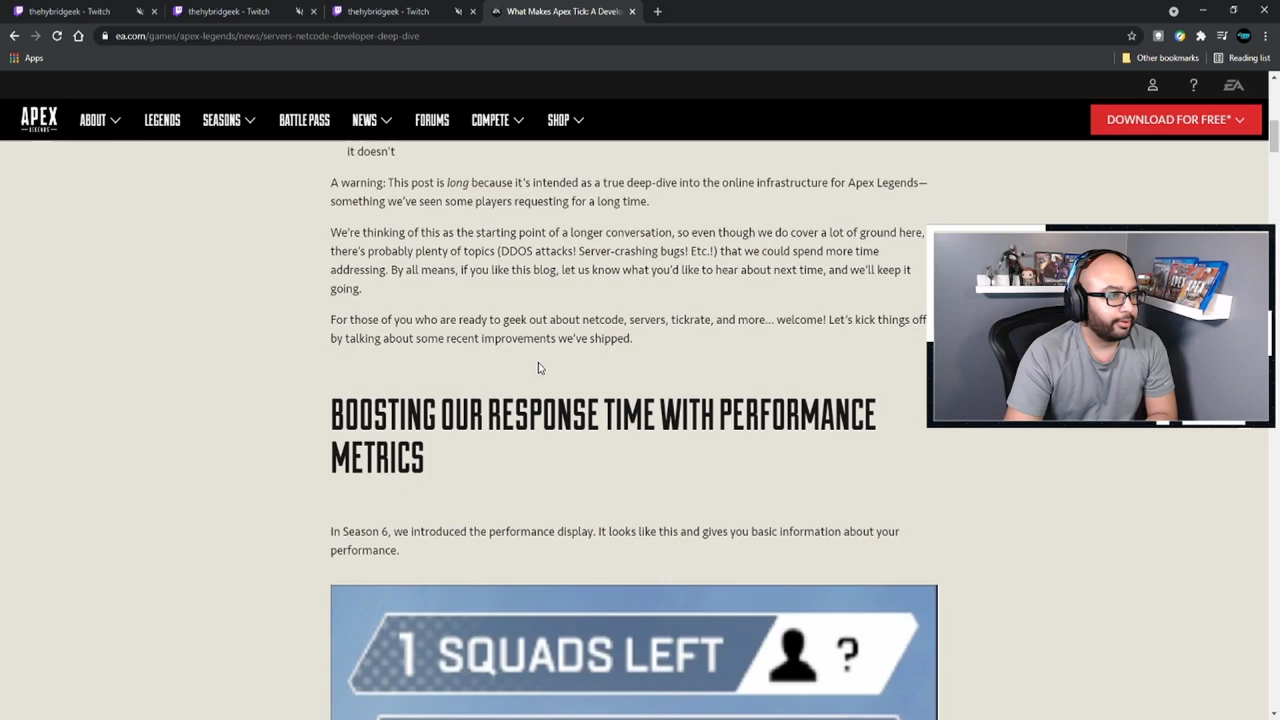 thehybridgeek - Twitch
thehybridgeek - Twitch
thehybridgeek - Twitch
What Makes Apex Tick: A Develo
ea.com/games/apex-legends/news/servers-netcode-developer-deep-dive
Apps
Other bookmarks
Reading list
EA
APEX
LEGENDS
ABOUT
LEGENDS
SEASONS
BATTLE PASS
NEWS
FORUMS
COMPETE
SHOP
DOWNLOAD FOR FREE*
it doesn't
A warning: This post is long because it's intended as a true deep-dive into the online infrastructure for Apex Legends—
something we've seen some players requesting for a long time.
We're thinking of this as the starting point of a longer conversation, so even though we do cover a lot of ground here,
there's probably plenty of topics (DDOS attacks! Server-crashing bugs! Etc.!) that we could spend more time
addressing. By all means, if you like this blog, let us know what you'd like to hear about next time, and we'll keep it
going.
For those of you who are ready to geek out about netcode, servers, tickrate, and more... welcome! Let's kick things off
by talking about some recent improvements we've shipped.
BOOSTING OUR RESPONSE TIME WITH PERFORMANCE
METRICS
In Season 6, we introduced the performance display. It looks like this and gives you basic information about your
performance.
1 SQUADS LEFT ?